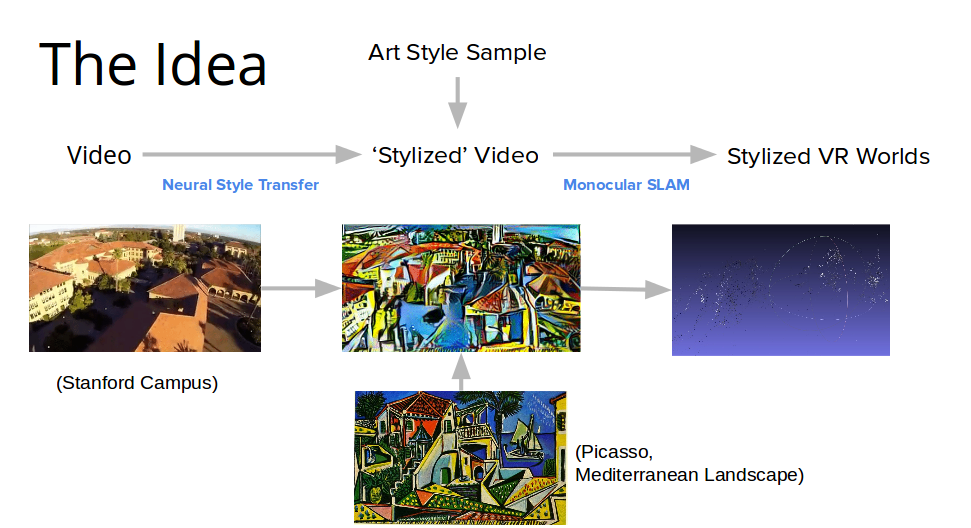 The Idea
Art Style Sample
Video
‘Stylized’ Video
Stylized VR Worlds
Neural Style Transfer
Monocular SLAM
(Stanford Campus)
(Picasso,
Mediterranean Landscape)